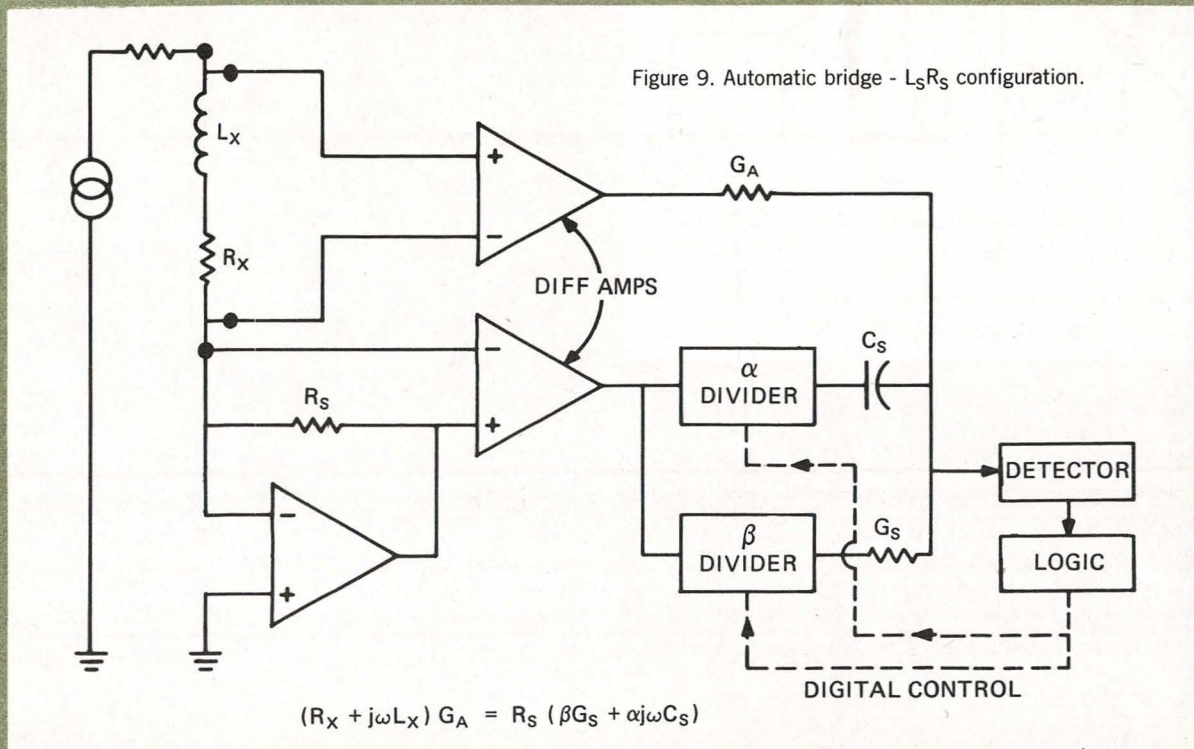 Figure 9. Automatic bridge - LSRS configuration.
LX
RX
+
−
DIFF AMPS
GA
−
+
RS
−
+
α
DIVIDER
CS
β
DIVIDER
GS
DETECTOR
LOGIC
DIGITAL CONTROL
(RX + jωLX) GA = RS (βGS + αjωCS)